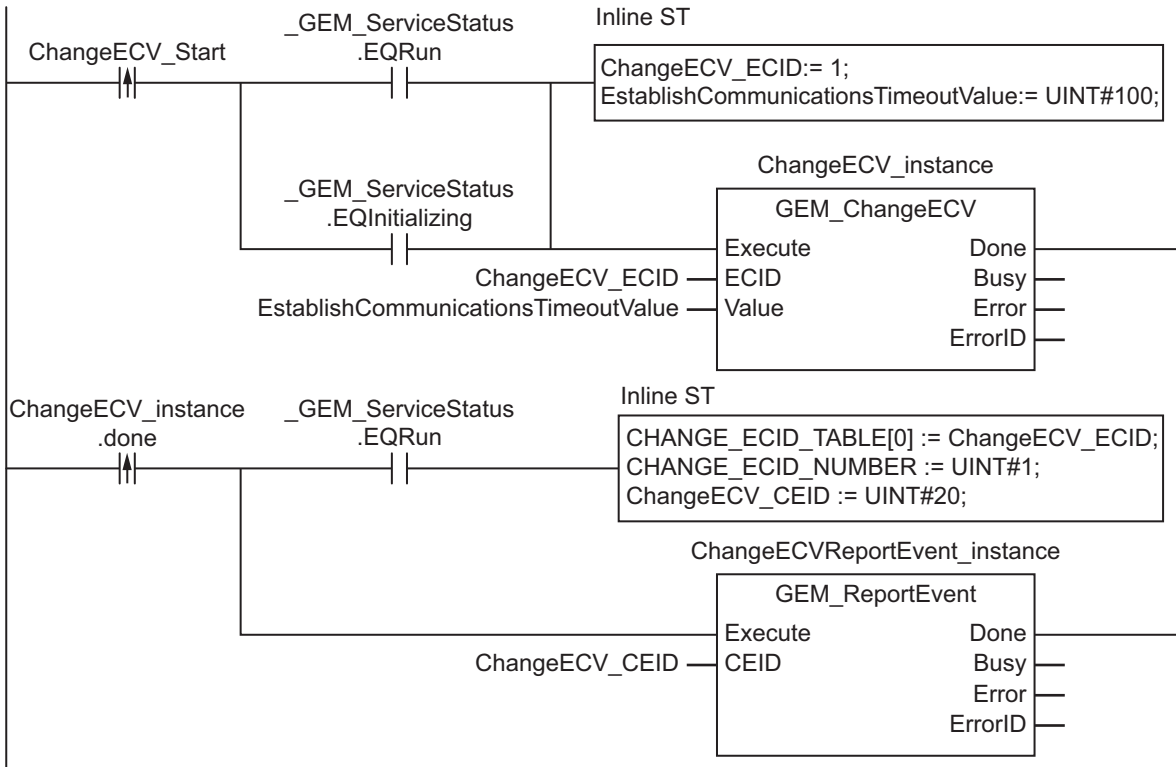 Inline ST
_GEM_ServiceStatus
.EQRun
ChangeECV_Start
ChangeECV_ECID:= 1;
EstablishCommunicationsTimeoutValue:= UINT#100;
_GEM_ServiceStatus
.EQInitializing
ChangeECV_instance
GEM_ChangeECV
Execute Done
ChangeECV_ECID ECID Busy
EstablishCommunicationsTimeoutValue Value Error
ErrorID
Inline ST
ChangeECV_instance
.done
_GEM_ServiceStatus
.EQRun
CHANGE_ECID_TABLE[0] := ChangeECV_ECID;
CHANGE_ECID_NUMBER := UINT#1;
ChangeECV_CEID := UINT#20;
ChangeECVReportEvent_instance
GEM_ReportEvent
Execute Done
ChangeECV_CEID CEID Busy
Error
ErrorID